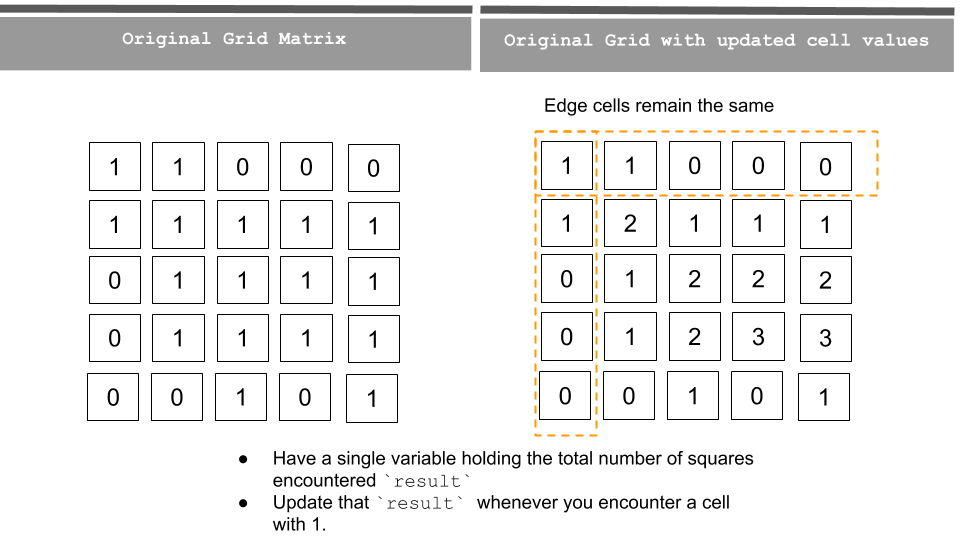 Original Grid Matrix
Original Grid with updated cell values
Edge cells remain the same
1 1 0 0 0
1 1 1 1 1
0 1 1 1 1
0 1 1 1 1
0 0 1 0 1
1 1 0 0 0
1 2 1 1 1
0 1 2 2 2
0 1 2 3 3
0 0 1 0 1
● Have a single variable holding the total number of squares
encountered `result`
● Update that `result` whenever you encounter a cell
with 1.